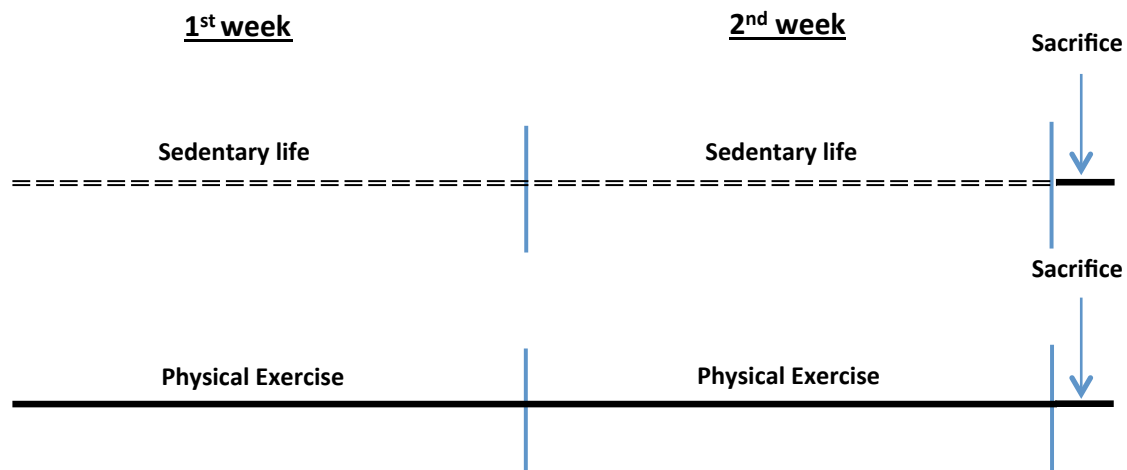 1st week
2nd week
Sacrifice
Sedentary life
Sedentary life
Sacrifice
Physical Exercise
Physical Exercise